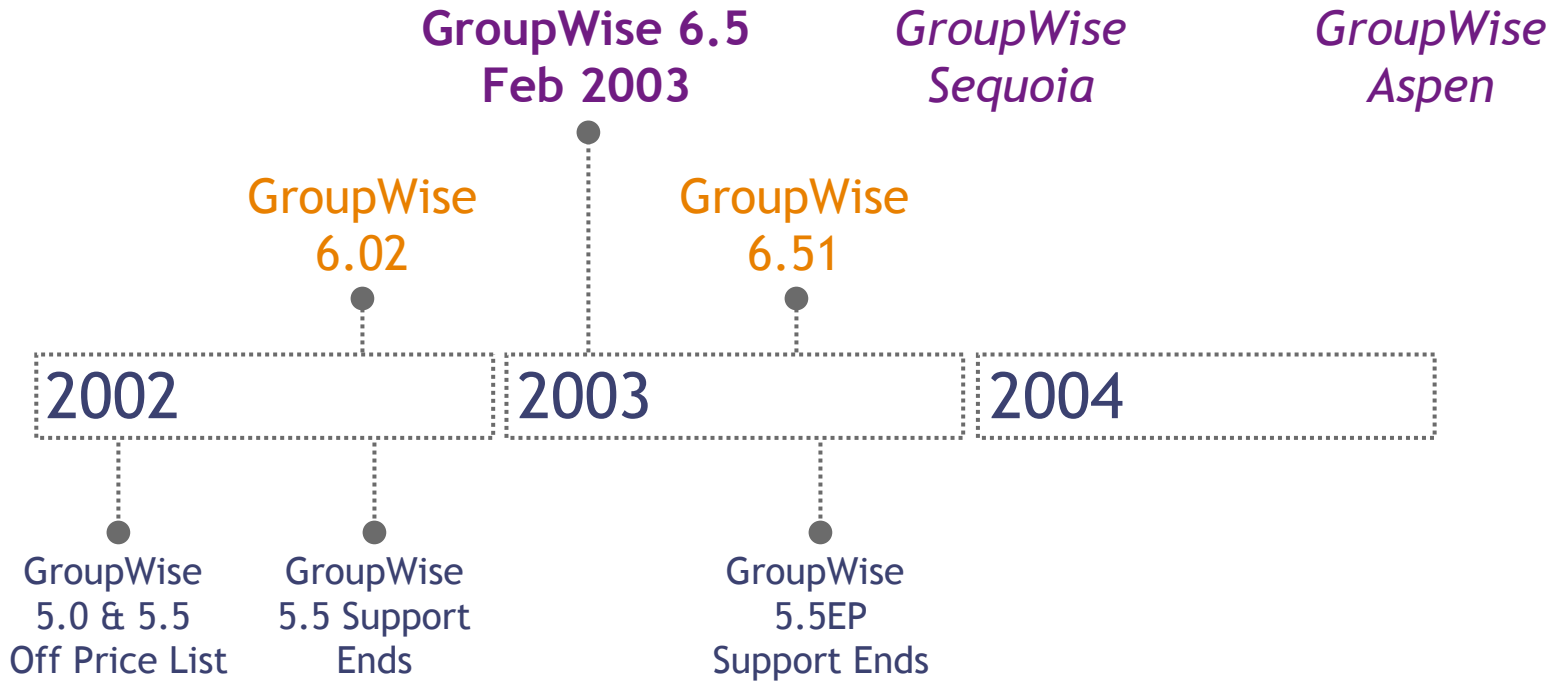 GroupWise 6.5
Feb 2003
GroupWise
Sequoia
GroupWise
Aspen
GroupWise
6.02
GroupWise
6.51
2002
2003
2004
GroupWise
5.0 & 5.5
Off Price List
GroupWise
5.5 Support
Ends
GroupWise
5.5EP
Support Ends